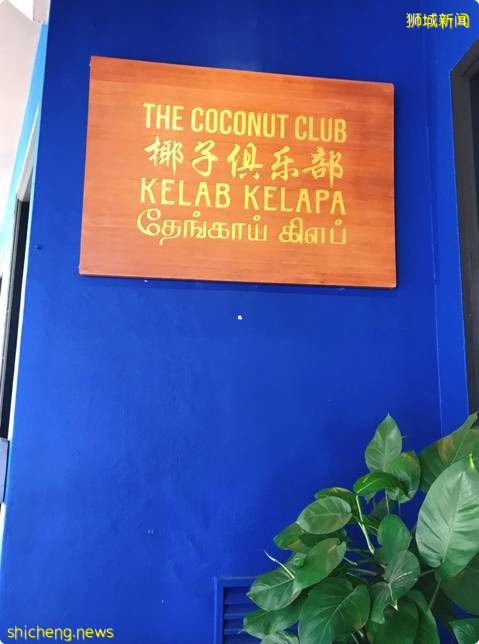 狮城新闻
THE COCONUT CLUB
椰子俱乐部
KELAB KELAPA
தேங்காய் கிளப்
shicheng.news